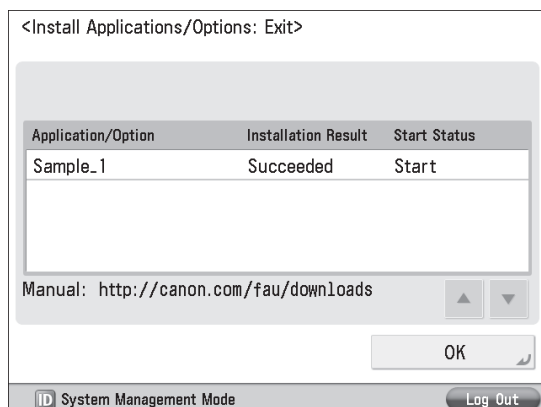 <Install Applications/Options: Exit>
Application/Option Installation Result Start Status
Sample_1 Succeeded Start
Manual: http://canon.com/fau/downloads
OK
ID System Management Mode Log Out